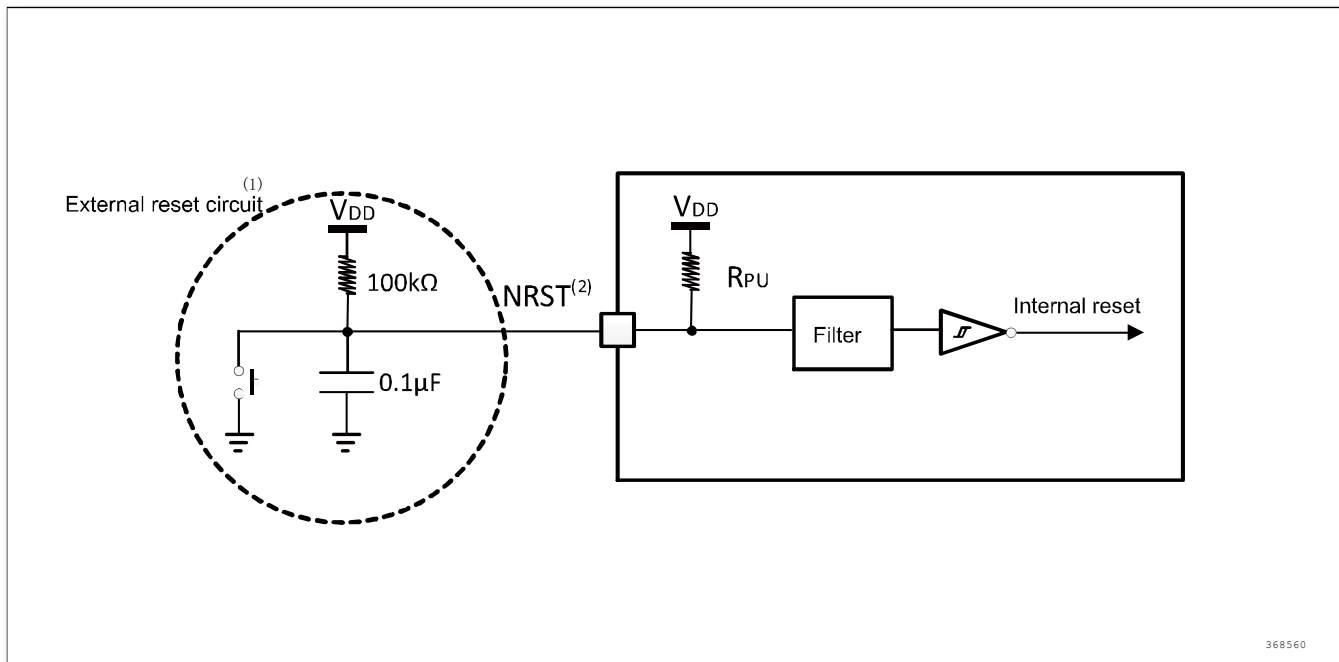 (1)
External reset circuit
VDD
100kΩ
0.1μF
NRST(2)
VDD
RPU
Filter
Internal reset
368560